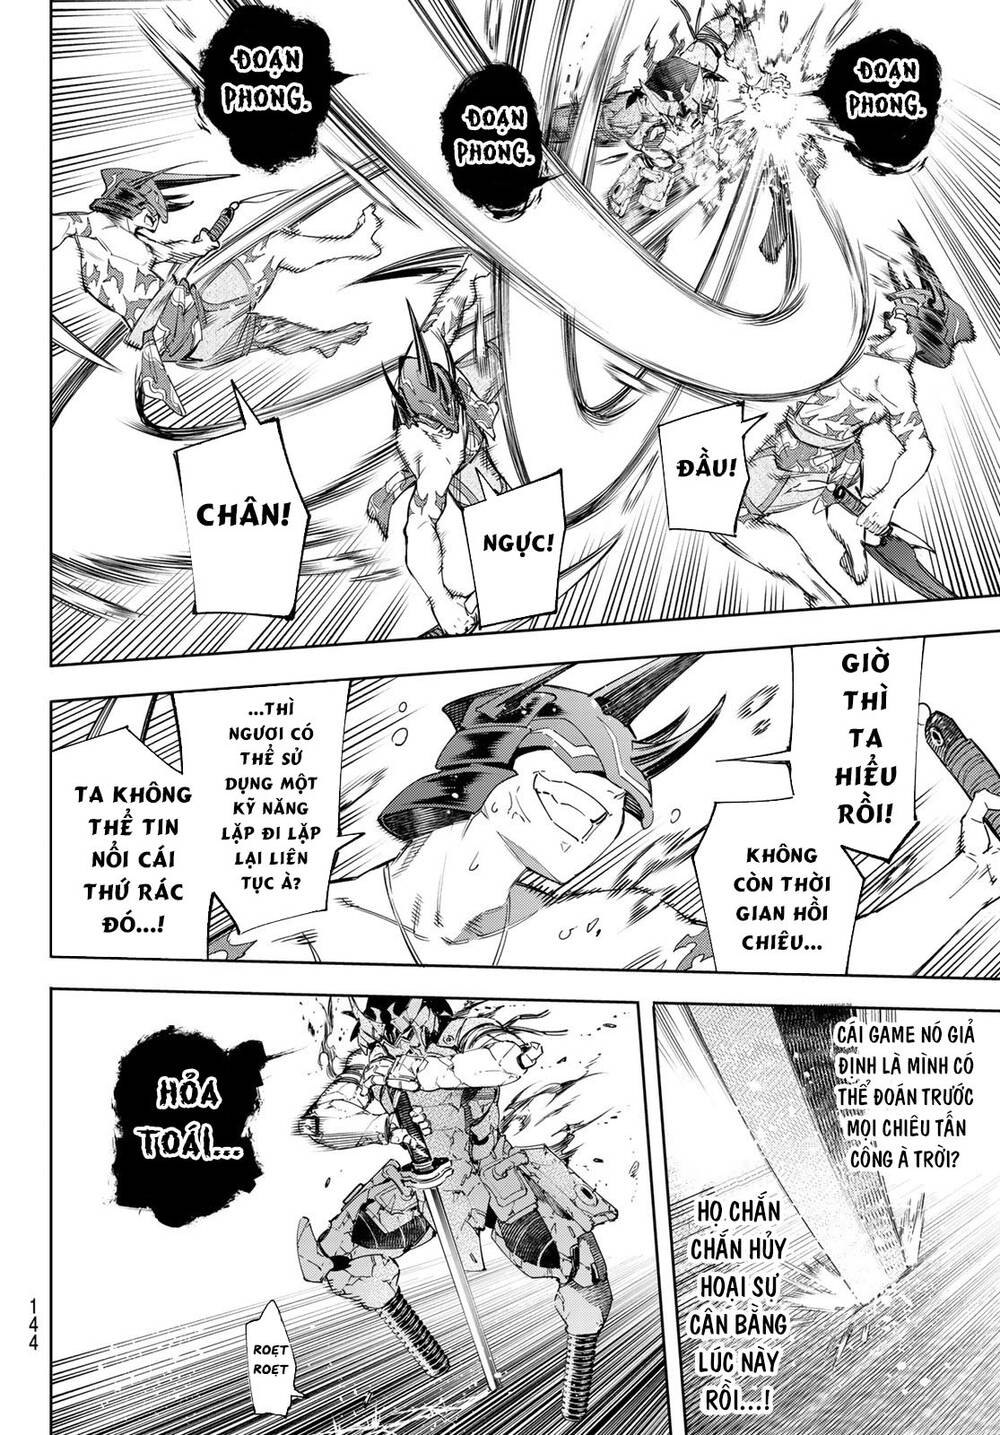 ĐOẠN
PHONG.
ĐOẠN
PHONG.
ĐOẠN
PHONG.
ĐẦU!
NGỰC!
CHÂN!
GIỜ
THÌ
TA
HIỂU
RỒI!
KHÔNG
CÒN THỜI
GIAN HỒI
CHIÊU...
...THÌ
NGƯƠI CÓ
THỂ SỬ
DỤNG MỘT
KỸ NĂNG
LẶP ĐI LẶP
LẠI LIÊN
TỤC À?
TA KHÔNG
THỂ TIN
NỔI CÁI
THỨ RÁC
ĐÓ...!
CÁI GAME NÓ GIẢ
ĐỊNH LÀ MÌNH CÓ
THỂ ĐOÁN TRƯỚC
MỌI CHIÊU TẤN
CÔNG À TRỜI?
HỌ CHẮN
CHẮN HỦY
HOẠI SỰ
CÂN BẰNG
LÚC NÀY
RỒI...!
HỎA
TOÁI...
ROẸT
ROẸT
144